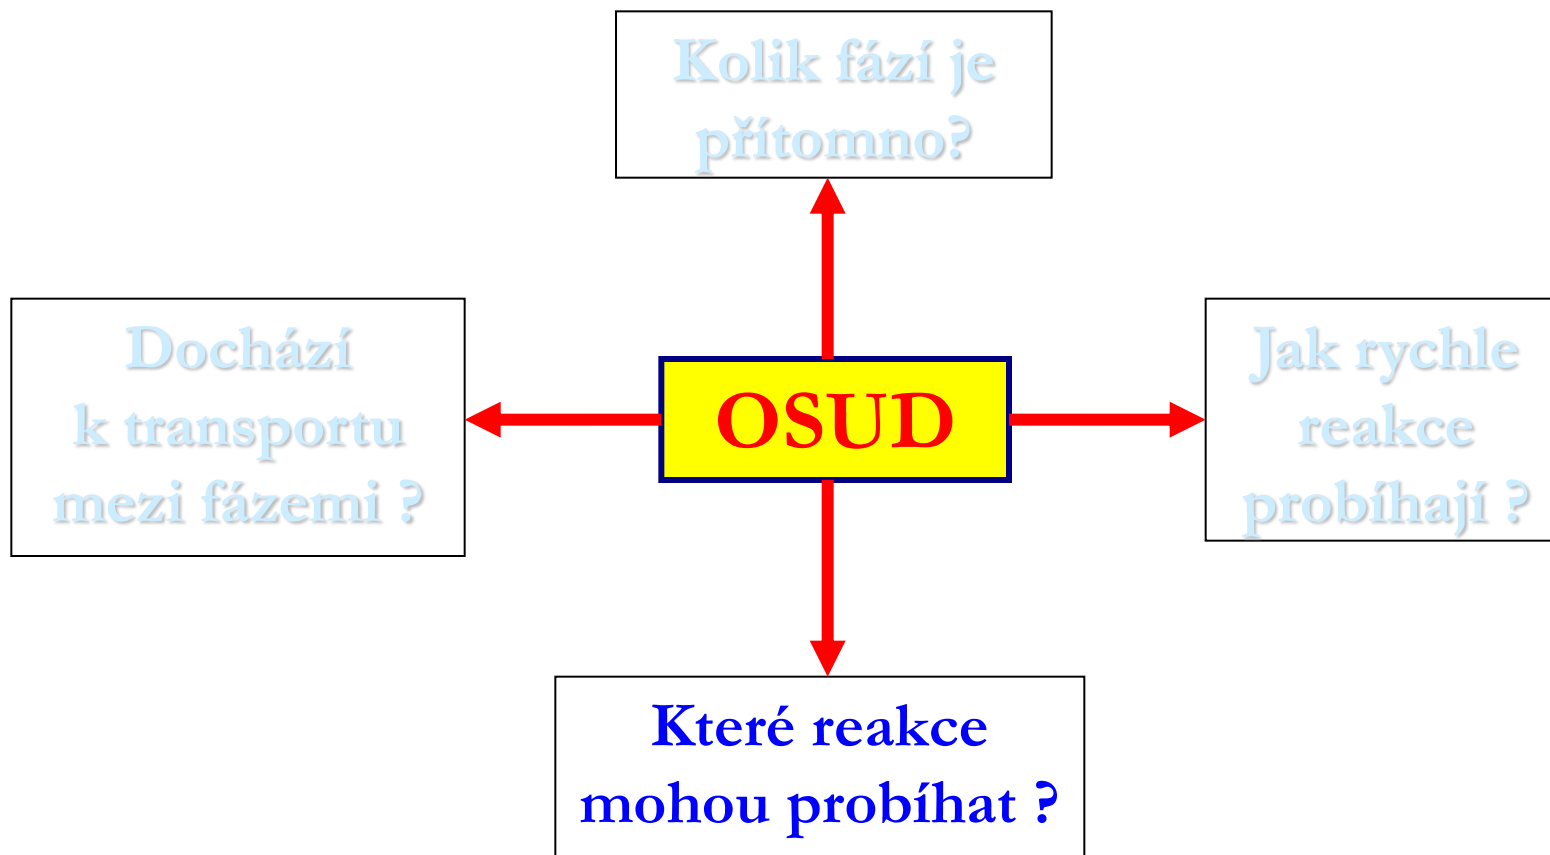 Kolik fází je
přítomno?
Dochází
k transportu
mezi fázemi ?
OSUD
Jak rychle
reakce
probíhají ?
Které reakce
mohou probíhat ?